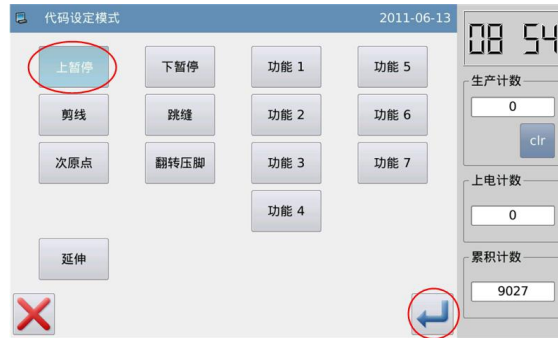 代码设定模式 2011-06-13
08 54
上暂停 下暂停 功能 1 功能 5
生产计数
0
剪线 跳缝 功能 2 功能 6
clr
次原点 翻转压脚 功能 3 功能 7
上电计数
功能 4
0
延伸
累积计数
9027